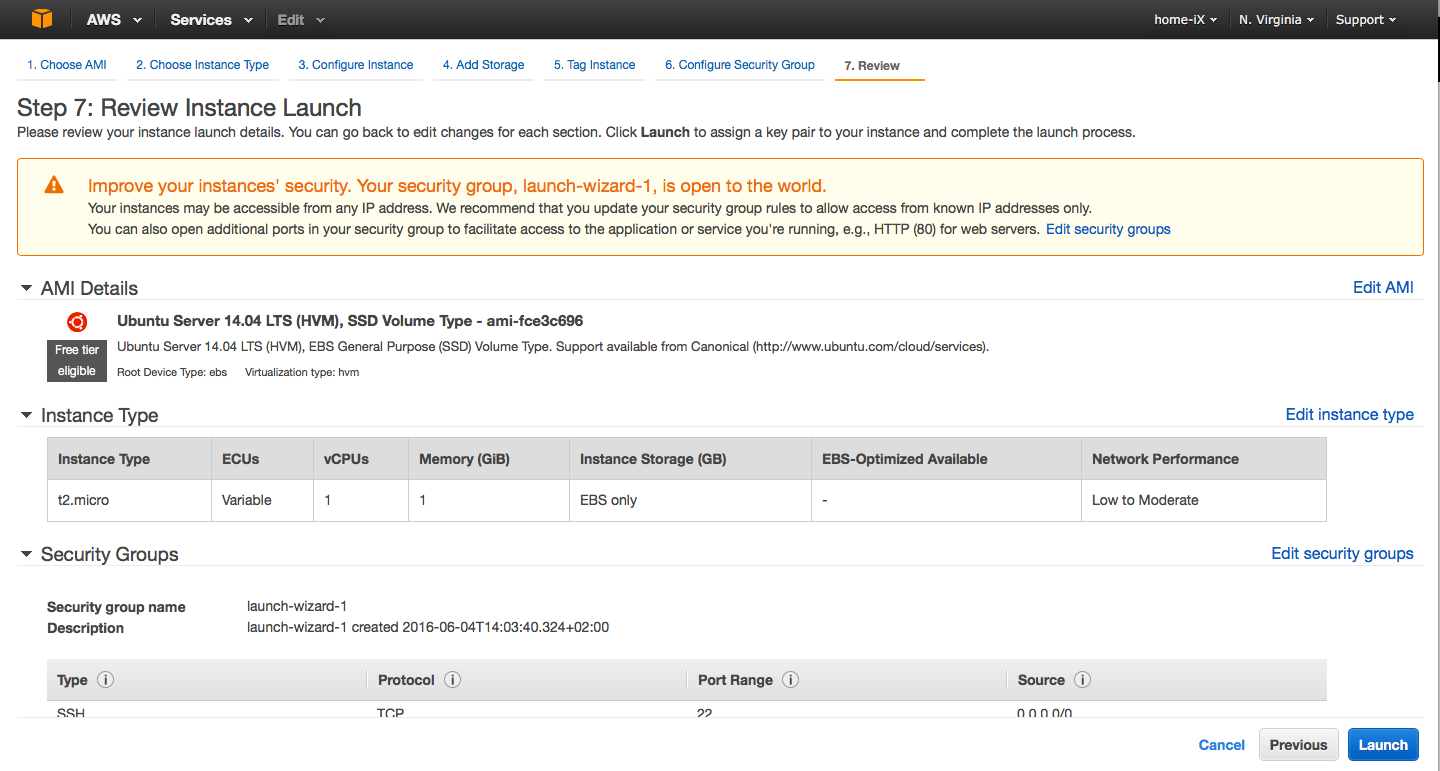 AWS Services Edit home-iX N. Virginia Support
1. Choose AMI 2. Choose Instance Type 3. Configure Instance 4. Add Storage 5. Tag Instance 6. Configure Security Group 7. Review
Step 7: Review Instance Launch
Please review your instance launch details. You can go back to edit changes for each section. Click Launch to assign a key pair to your instance and complete the launch process.
Improve your instances' security. Your security group, launch-wizard-1, is open to the world.
Your instances may be accessible from any IP address. We recommend that you update your security group rules to allow access from known IP addresses only.
You can also open additional ports in your security group to facilitate access to the application or service you're running, e.g., HTTP (80) for web servers. Edit security groups
AMI Details Edit AMI
Ubuntu Server 14.04 LTS (HVM), SSD Volume Type - ami-fce3c696
Free tier eligible
Ubuntu Server 14.04 LTS (HVM), EBS General Purpose (SSD) Volume Type. Support available from Canonical (http://www.ubuntu.com/cloud/services).
Root Device Type: ebs Virtualization type: hvm
Instance Type Edit instance type
Instance Type ECUs vCPUs Memory (GiB) Instance Storage (GB) EBS-Optimized Available Network Performance
t2.micro Variable 1 1 EBS only - Low to Moderate
Security Groups Edit security groups
Security group name launch-wizard-1
Description launch-wizard-1 created 2016-06-04T14:03:40.324+02:00
Type Protocol Port Range Source
SSH TCP 22 0.0.0.0/0
Cancel Previous Launch